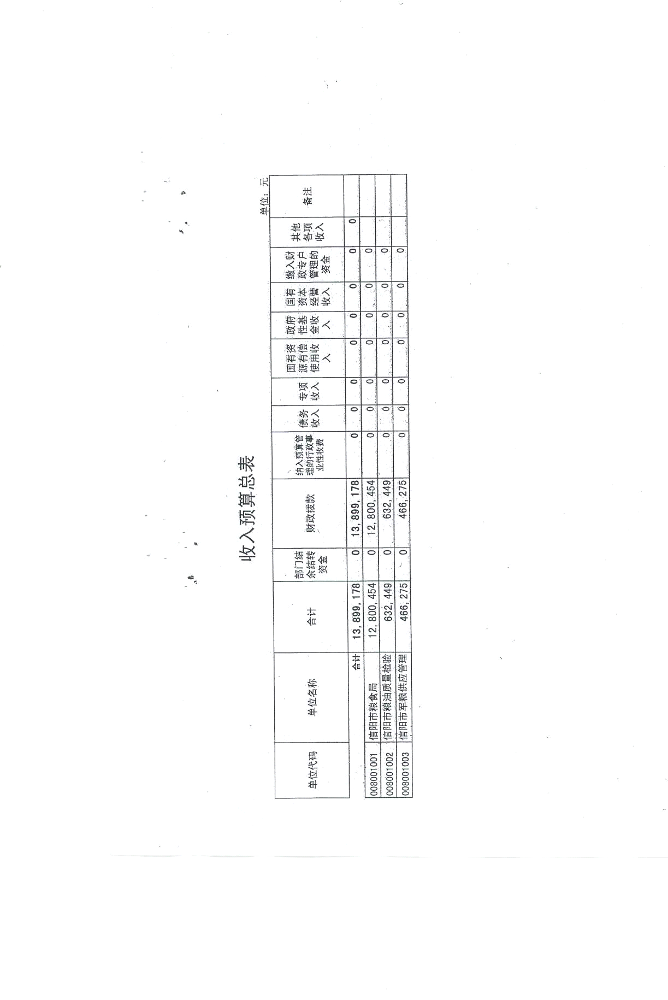 收入预算总表
单位：元
单位代码 单位名称 合计 部门结余结转资金 财政拨款 纳入预算管理的行政事业性收费 债务收入 专项收入 国有资源有偿使用收入 政府性基金收入 国有资本经营收入 缴入财政专户管理的资金 其他各项收入 备注
合计 13,899,178 0 13,899,178 0 0 0 0 0 0 0 0
008001001 信阳市粮食局 12,800,454 0 12,800,454 0 0 0 0 0 0 0
008001002 信阳市粮油质量检验 632,449 0 632,449 0 0 0 0 0 0 0
008001003 信阳市军粮供应管理 466,275 0 466,275 0 0 0 0 0 0 0